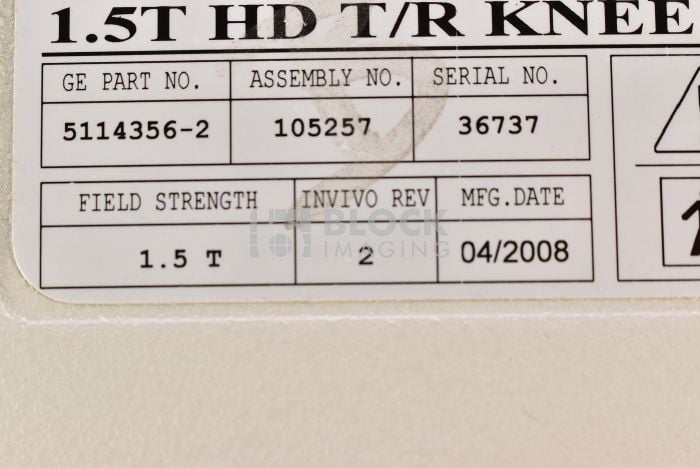 1.5T HD T/R KNEE
GE PART NO. ASSEMBLY NO. SERIAL NO.
5114356-2 105257 36737
FIELD STRENGTH INVIVO REV MFG.DATE
1.5 T 2 04/2008
BLOCK
IMAGING